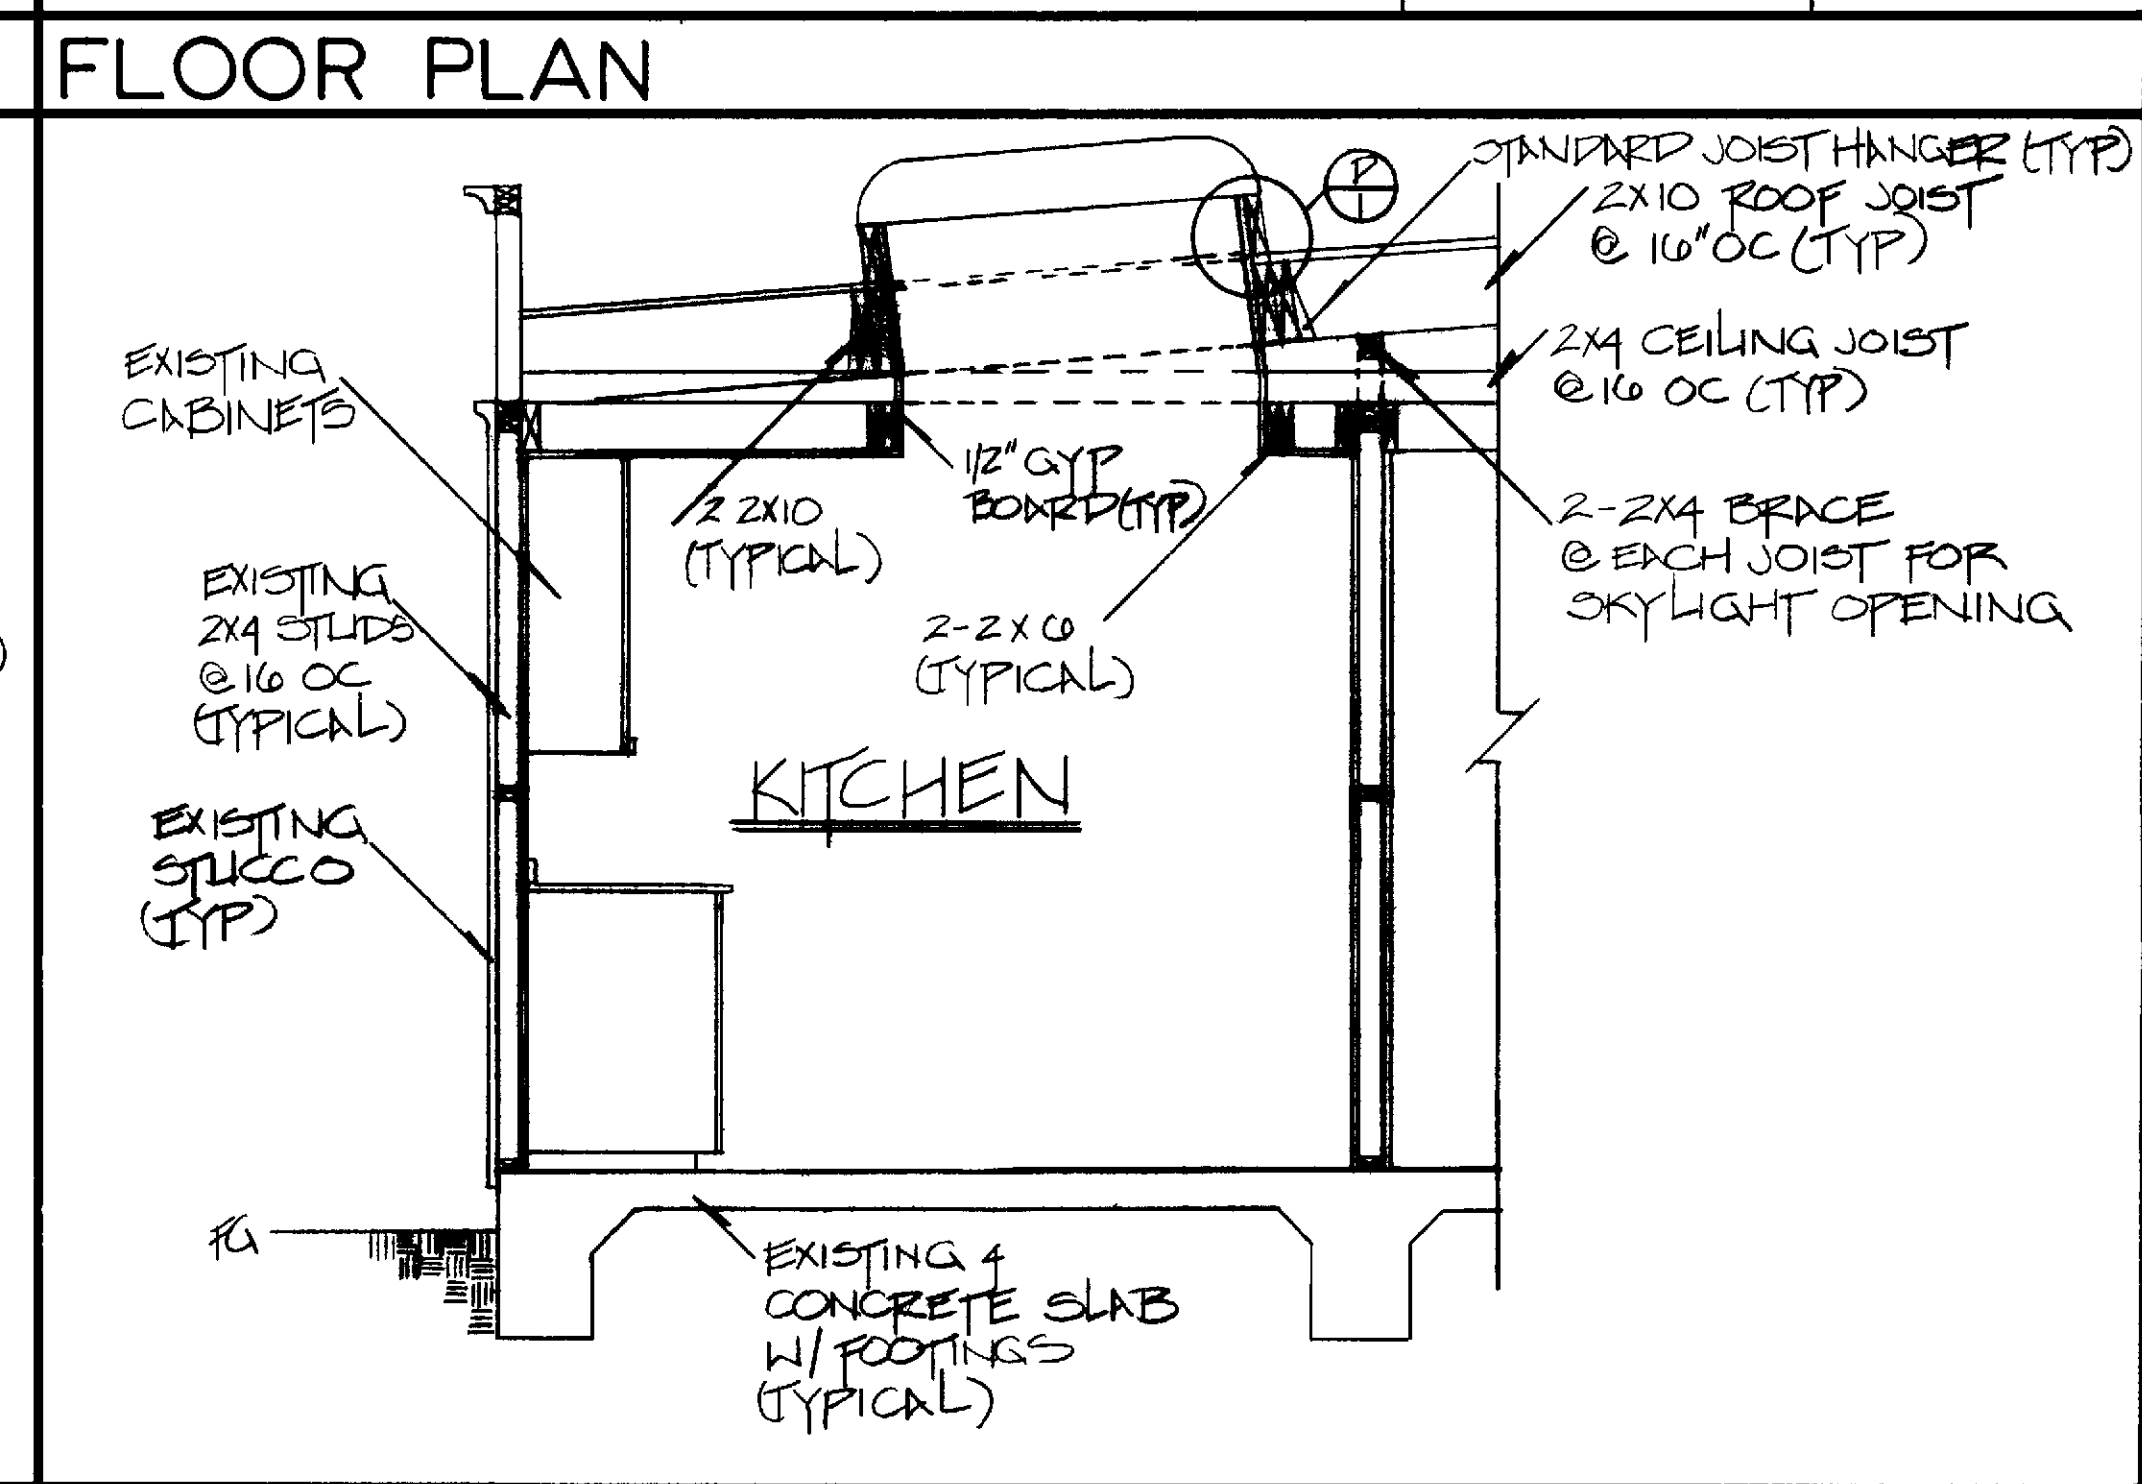 FLOOR PLAN
STANDARD JOIST HANGER (TYP)
2X10 ROOF JOIST
@ 16" OC (TYP)
P
1
2X4 CEILING JOIST
@ 16 OC (TYP)
EXISTING
CABINETS
1/2" GYP
BOARD (TYP)
2 2X10
(TYPICAL)
2-2X4 BRACE
@ EACH JOIST FOR
SKYLIGHT OPENING
EXISTING
2X4 STUDS
@ 16 OC
(TYPICAL)
2-2X6
(TYPICAL)
KITCHEN
EXISTING
STUCCO
(TYP)
FG
EXISTING 4
CONCRETE SLAB
W/ FOOTINGS
(TYPICAL)